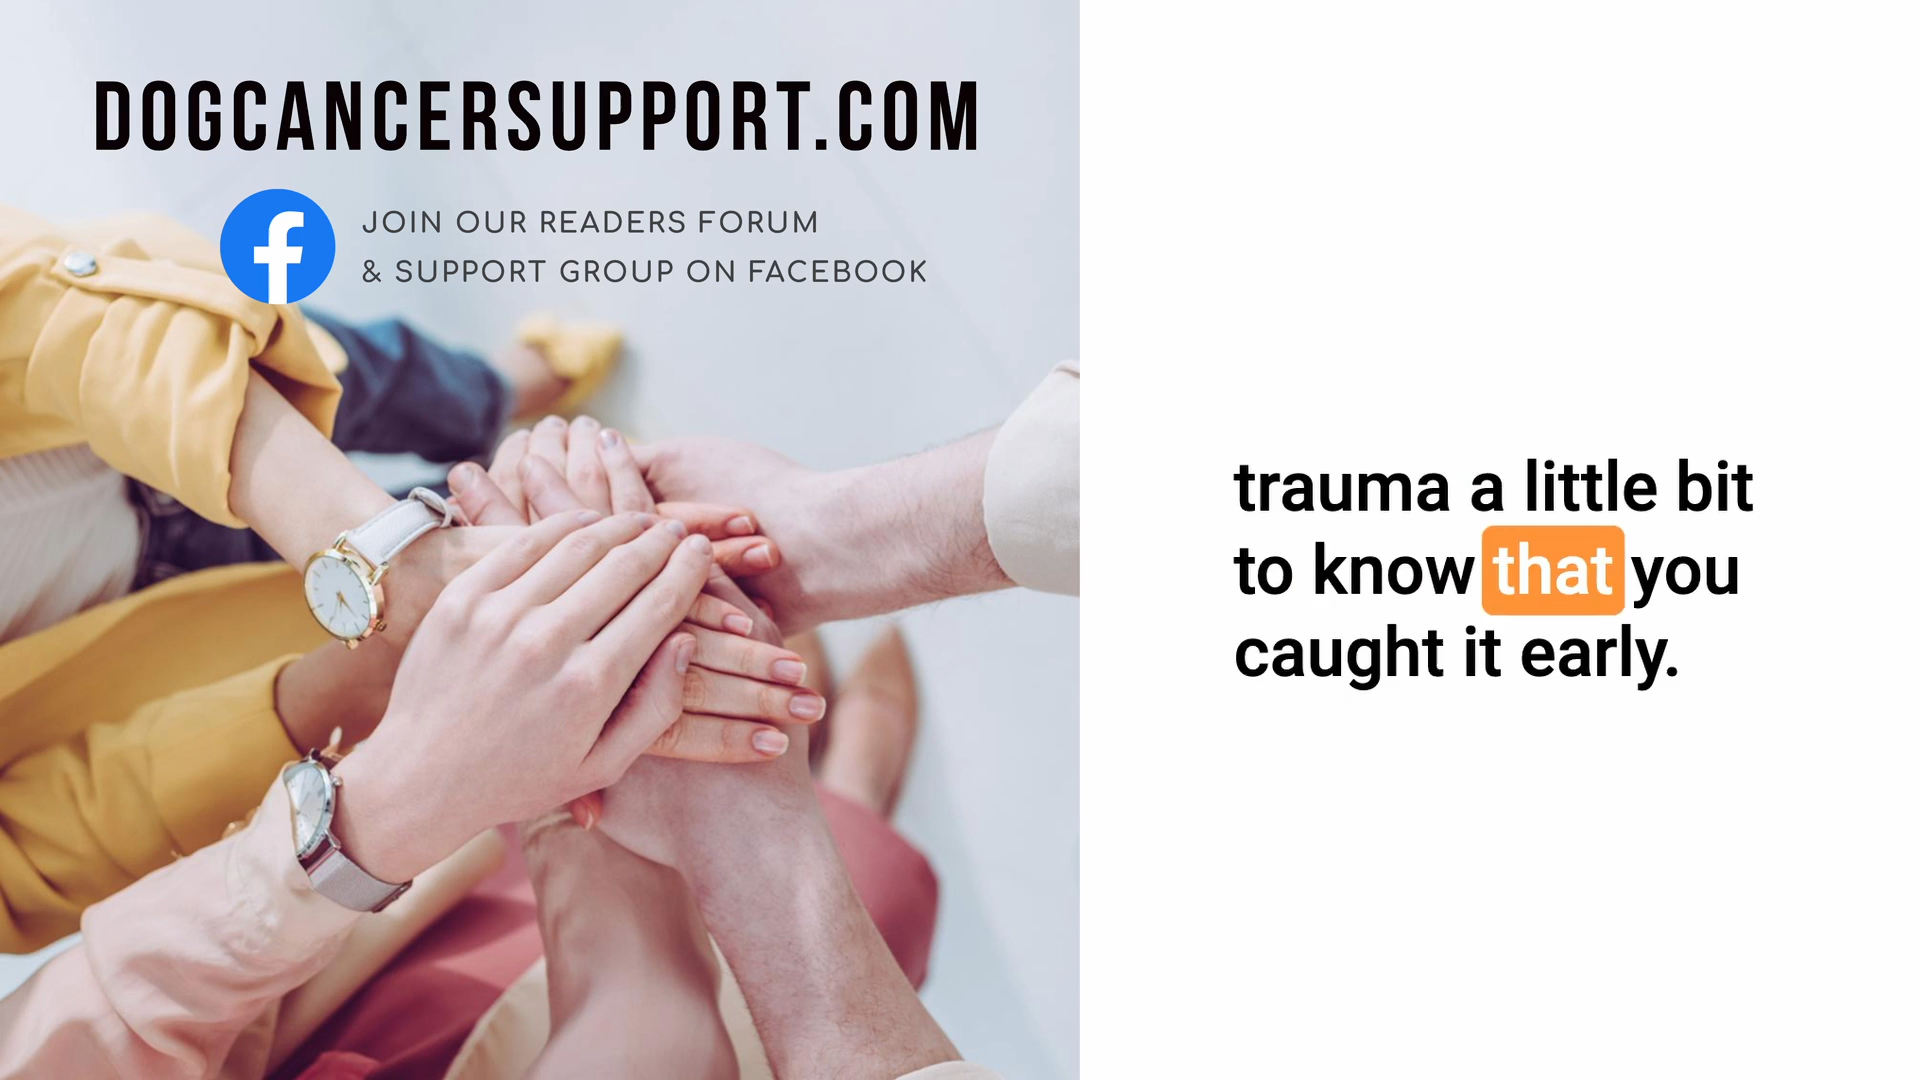 DOGCANCERSUPPORT.COM
JOIN OUR READERS FORUM
& SUPPORT GROUP ON FACEBOOK
trauma a little bit
to know that you
caught it early.